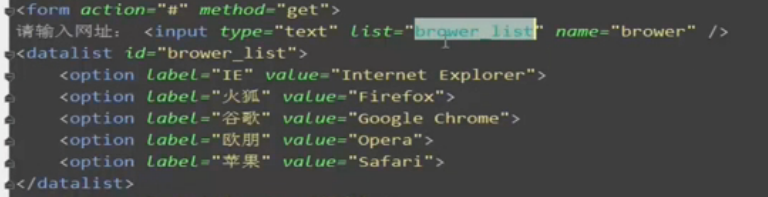 <form action="#" method="get">
请输入网址： <input type="text" list="brower_list" name="brower" />
<datalist id="brower_list">
<option label="IE" value="Internet Explorer">
<option label="火狐" value="Firefox">
<option label="谷歌" value="Google Chrome">
<option label="欧朋" value="Opera">
<option label="苹果" value="Safari">
</datalist>